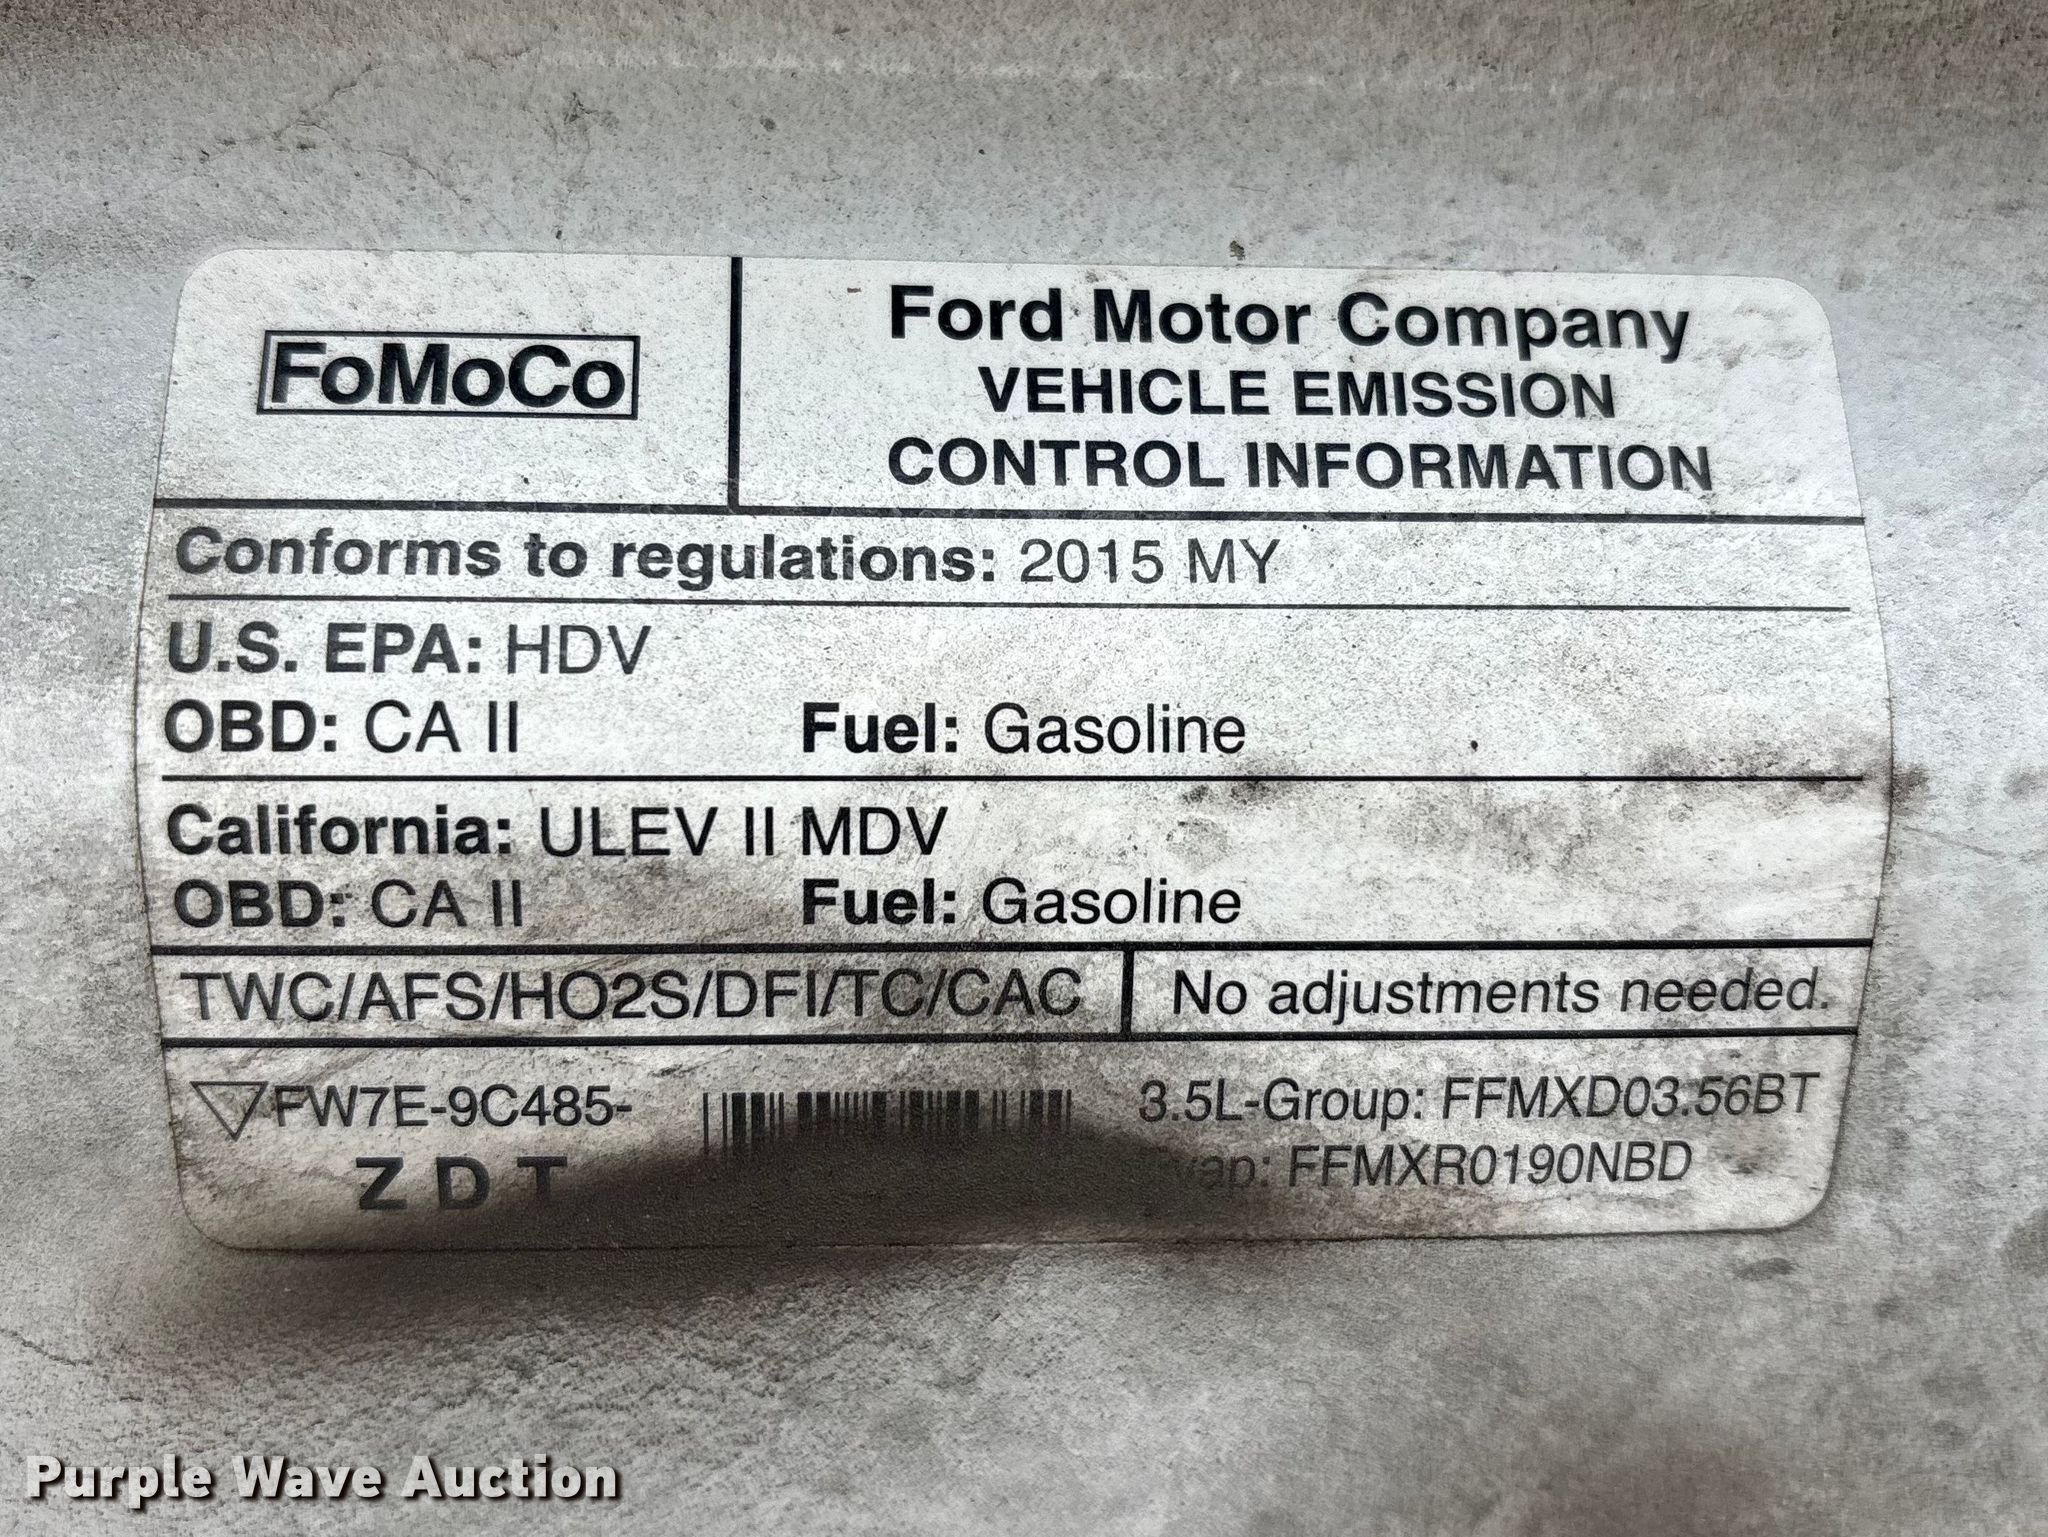 FoMoCo
Ford Motor Company
VEHICLE EMISSION
CONTROL INFORMATION
Conforms to regulations: 2015 MY
U.S. EPA: HDV
OBD: CA II Fuel: Gasoline
California: ULEV II MDV
OBD: CA II Fuel: Gasoline
TWC/AFS/HO2S/DFI/TC/CAC No adjustments needed.
FW7E-9C485- 3.5L-Group: FFMXD03.56BT
Z D T Evap: FFMXR0190NBD
Purple Wave Auction